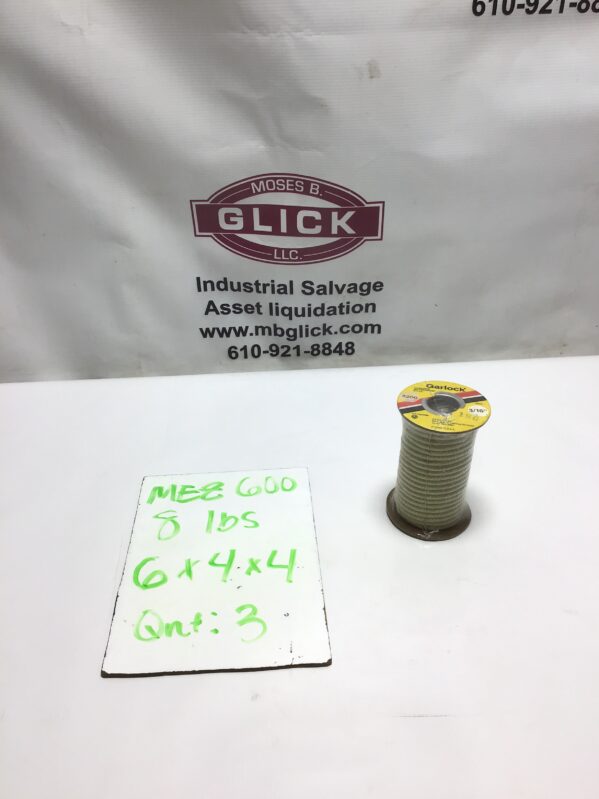 610-921-88
MOSES B.
GLICK
LLC.
Industrial Salvage
Asset liquidation
www.mbglick.com
610-921-8848
Garlock
5/16"
MEZ 600
8 lbs
6 x 4 x 4
Qnt: 3